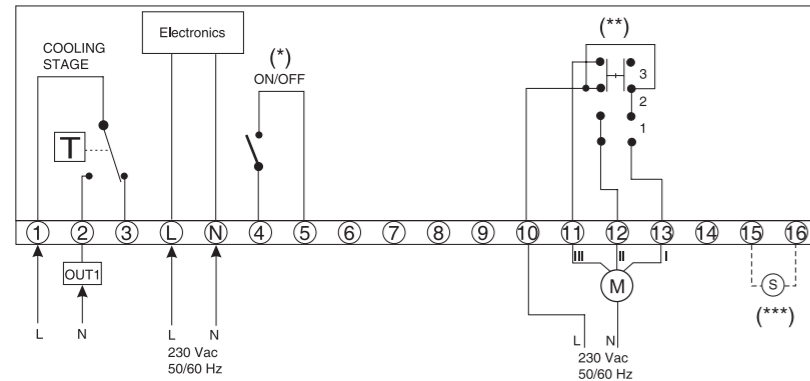 Electronics
COOLING
STAGE
(*)
ON/OFF
(**)
3
2
1
T
1 2 3 L N 4 5 6 7 8 9 10 11 12 13 14 15 16
OUT1
III II I
M
S
(***)
L N L N
230 Vac
50/60 Hz
L N
230 Vac
50/60 Hz